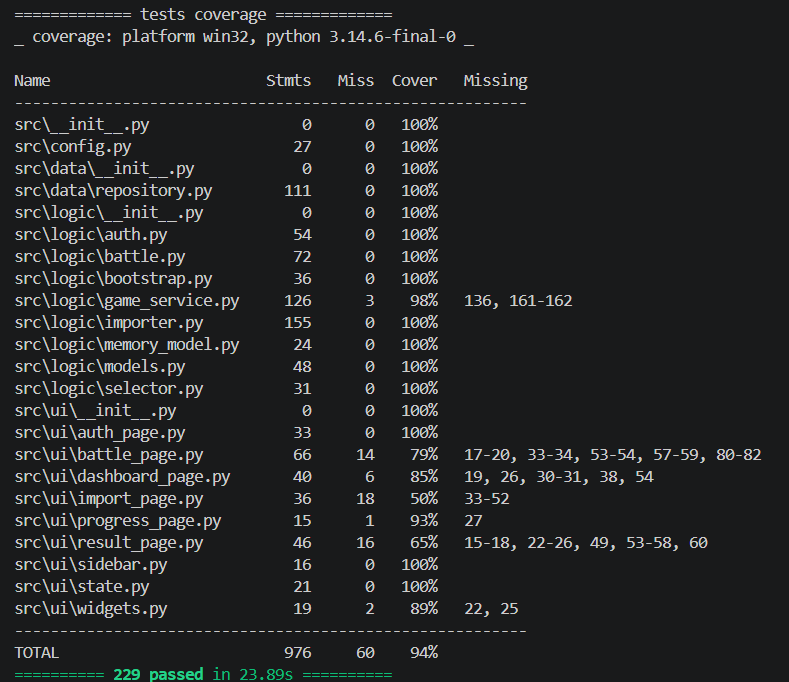 ============= tests coverage =============
_ coverage: platform win32, python 3.14.6-final-0 _
Name                        Stmts   Miss  Cover   Missing
---------------------------------------------------------
src\__init__.py                 0      0   100%
src\config.py                  27      0   100%
src\data\__init__.py            0      0   100%
src\data\repository.py        111      0   100%
src\logic\__init__.py           0      0   100%
src\logic\auth.py              54      0   100%
src\logic\battle.py            72      0   100%
src\logic\bootstrap.py         36      0   100%
src\logic\game_service.py     126      3    98%   136, 161-162
src\logic\importer.py         155      0   100%
src\logic\memory_model.py      24      0   100%
src\logic\models.py            48      0   100%
src\logic\selector.py          31      0   100%
src\ui\__init__.py              0      0   100%
src\ui\auth_page.py            33      0   100%
src\ui\battle_page.py          66     14    79%   17-20, 33-34, 53-54, 57-59, 80-82
src\ui\dashboard_page.py       40      6    85%   19, 26, 30-31, 38, 54
src\ui\import_page.py          36     18    50%   33-52
src\ui\progress_page.py        15      1    93%   27
src\ui\result_page.py          46     16    65%   15-18, 22-26, 49, 53-58, 60
src\ui\sidebar.py              16      0   100%
src\ui\state.py                21      0   100%
src\ui\widgets.py              19      2    89%   22, 25
---------------------------------------------------------
TOTAL                         976     60    94%
========== 229 passed in 23.89s ==========